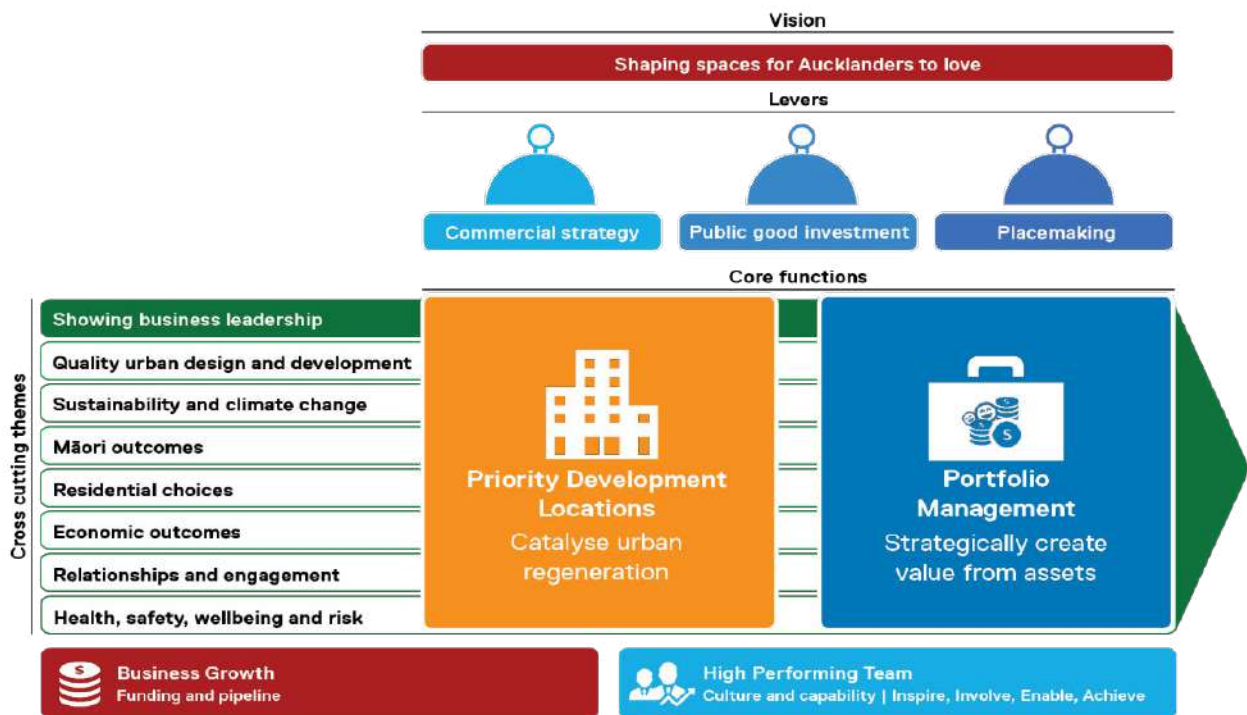 Vision
Shaping spaces for Aucklanders to love
Levers
Commercial strategy
Public good investment
Placemaking
Core functions
Cross cutting themes
Showing business leadership
Quality urban design and development
Sustainability and climate change
Māori outcomes
Residential choices
Economic outcomes
Relationships and engagement
Health, safety, wellbeing and risk
Priority Development
Locations
Catalyse urban
regeneration
$
Portfolio
Management
Strategically create
value from assets
$
Business Growth
Funding and pipeline
High Performing Team
Culture and capability | Inspire, Involve, Enable, Achieve